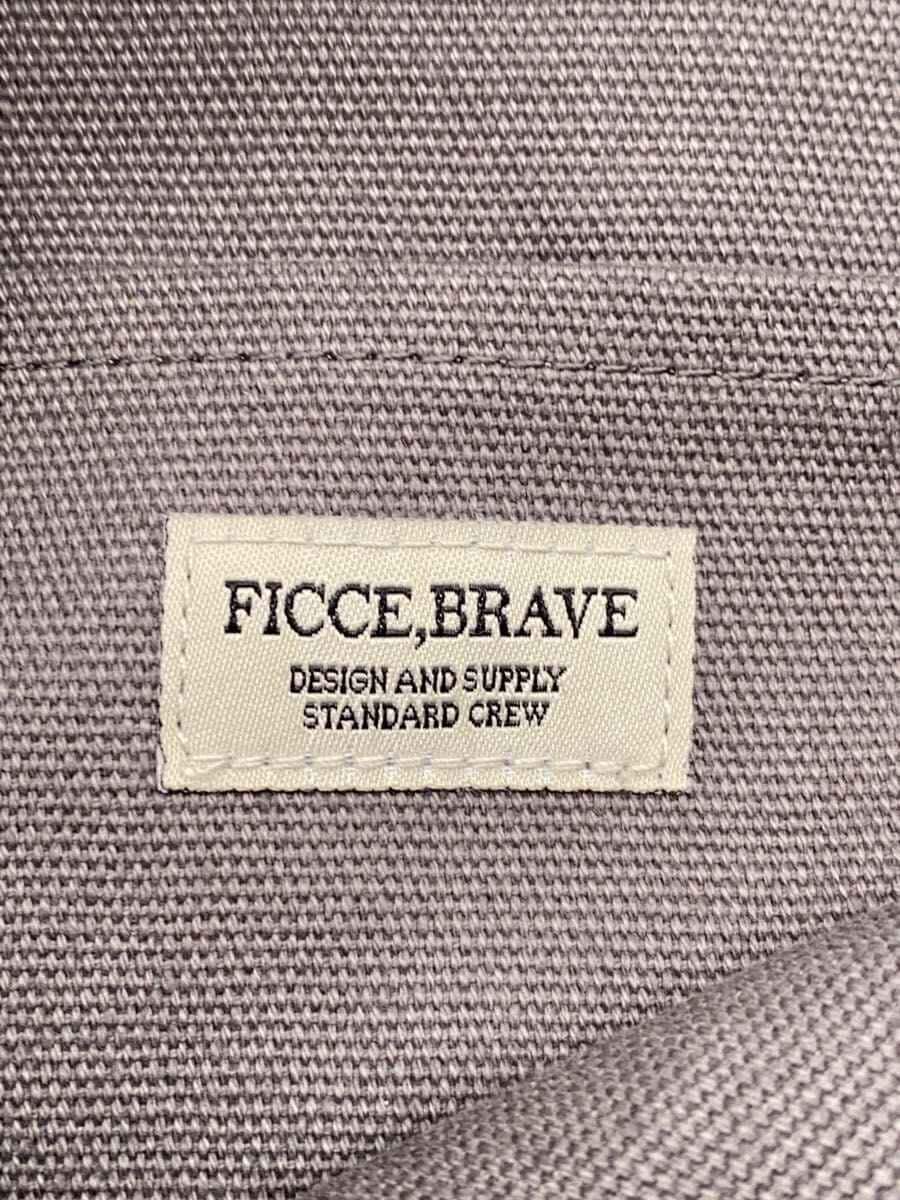 FICCE,BRAVE
DESIGN AND SUPPLY
STANDARD CREW